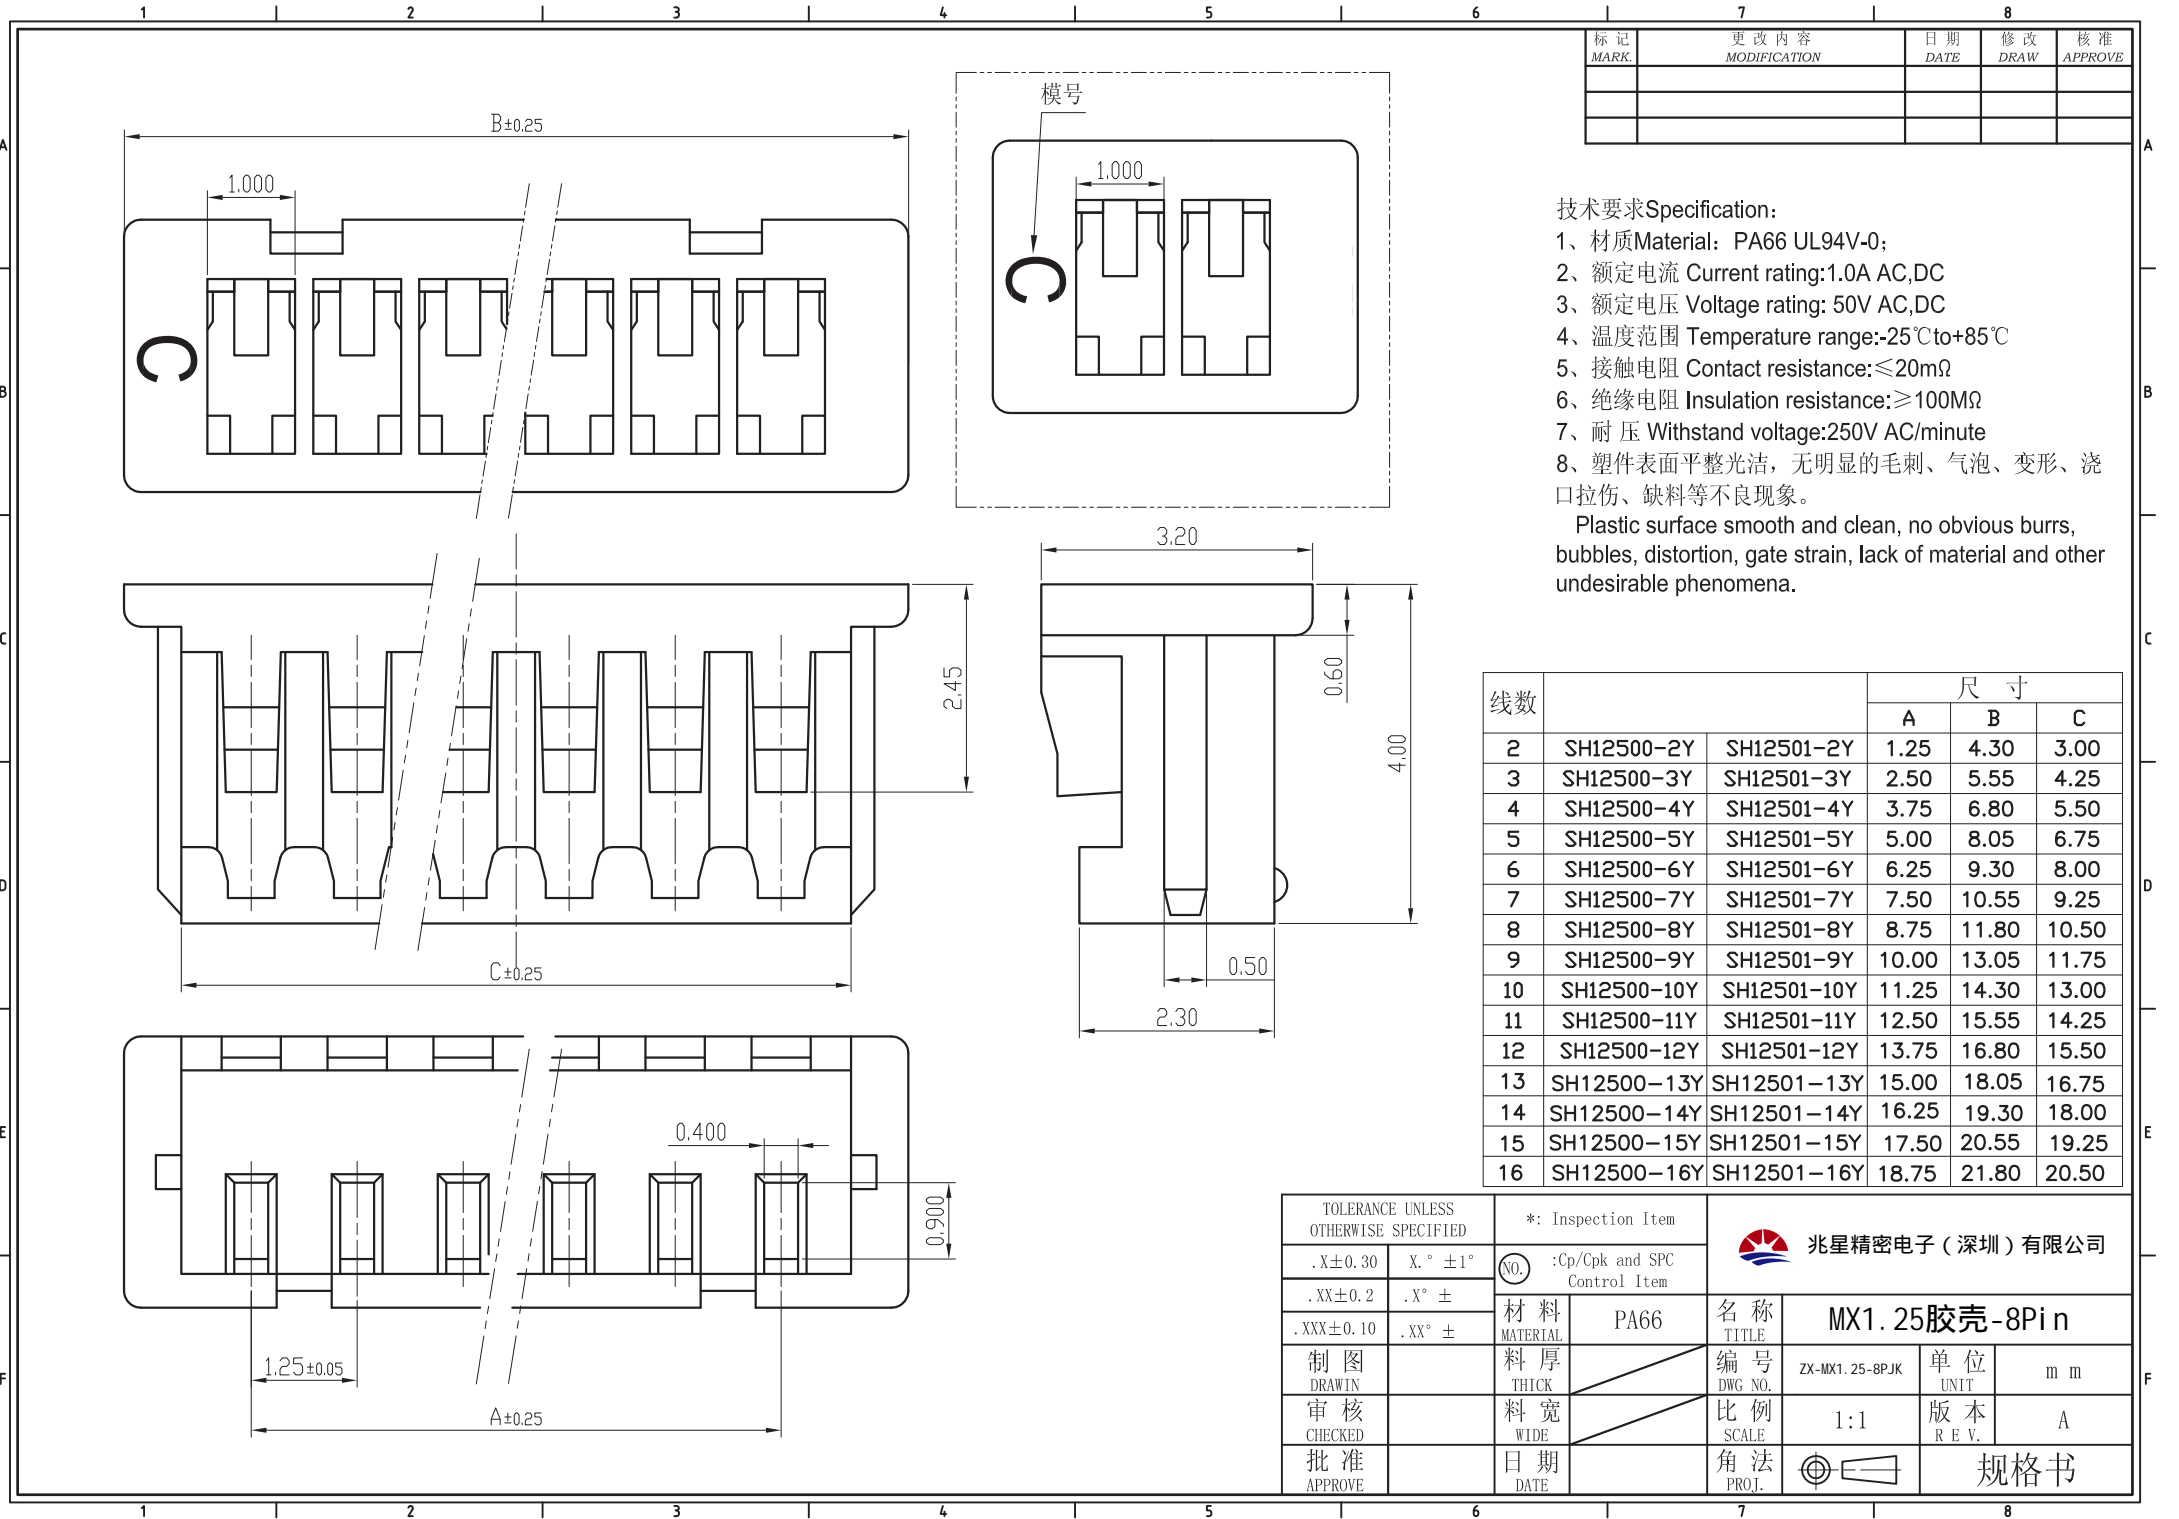 1 2 3 4 5 6 7 8
标 记 更 改 内 容 日 期 修 改 核 准
MARK. MODIFICATION DATE DRAW APPROVE
A A
B B
C C
D D
E E
F F
B±0.25
1.000
C
模号
1.000
C
技术要求Specification：
1、材质Material：PA66 UL94V-0；
2、额定电流 Current rating:1.0A AC,DC
3、额定电压 Voltage rating: 50V AC,DC
4、温度范围 Temperature range:-25℃to+85℃
5、接触电阻 Contact resistance:≤20mΩ
6、绝缘电阻 Insulation resistance:≥100MΩ
7、耐 压 Withstand voltage:250V AC/minute
8、塑件表面平整光洁，无明显的毛刺、气泡、变形、浇
口拉伤、缺料等不良现象。
Plastic surface smooth and clean, no obvious burrs,
bubbles, distortion, gate strain, lack of material and other
undesirable phenomena.
2.45
C±0.25
3.20
0.60
4.00
0.50
2.30
0.400
0.900
1.25±0.05
A±0.25
线数 尺 寸
A B C
2 SH12500-2Y SH12501-2Y 1.25 4.30 3.00
3 SH12500-3Y SH12501-3Y 2.50 5.55 4.25
4 SH12500-4Y SH12501-4Y 3.75 6.80 5.50
5 SH12500-5Y SH12501-5Y 5.00 8.05 6.75
6 SH12500-6Y SH12501-6Y 6.25 9.30 8.00
7 SH12500-7Y SH12501-7Y 7.50 10.55 9.25
8 SH12500-8Y SH12501-8Y 8.75 11.80 10.50
9 SH12500-9Y SH12501-9Y 10.00 13.05 11.75
10 SH12500-10Y SH12501-10Y 11.25 14.30 13.00
11 SH12500-11Y SH12501-11Y 12.50 15.55 14.25
12 SH12500-12Y SH12501-12Y 13.75 16.80 15.50
13 SH12500-13Y SH12501-13Y 15.00 18.05 16.75
14 SH12500-14Y SH12501-14Y 16.25 19.30 18.00
15 SH12500-15Y SH12501-15Y 17.50 20.55 19.25
16 SH12500-16Y SH12501-16Y 18.75 21.80 20.50
TOLERANCE UNLESS
OTHERWISE SPECIFIED
.X±0.30 X.° ±1°
.XX±0.2 .X° ±
.XXX±0.10 .XX° ±
*: Inspection Item
NO. :Cp/Cpk and SPC
Control Item
兆星精密电子（深圳）有限公司
材 料 PA66
MATERIAL
名 称 MX1.25胶壳-8Pin
TITLE
制 图
DRAWIN
料 厚
THICK
编 号 ZX-MX1.25-8PJK
DWG NO.
单 位 m m
UNIT
审 核
CHECKED
料 宽
WIDE
比 例 1:1
SCALE
版 本 A
R E V.
批 准
APPROVE
日 期
DATE
角 法
PROJ.
规格书
1 2 3 4 5 6 7 8